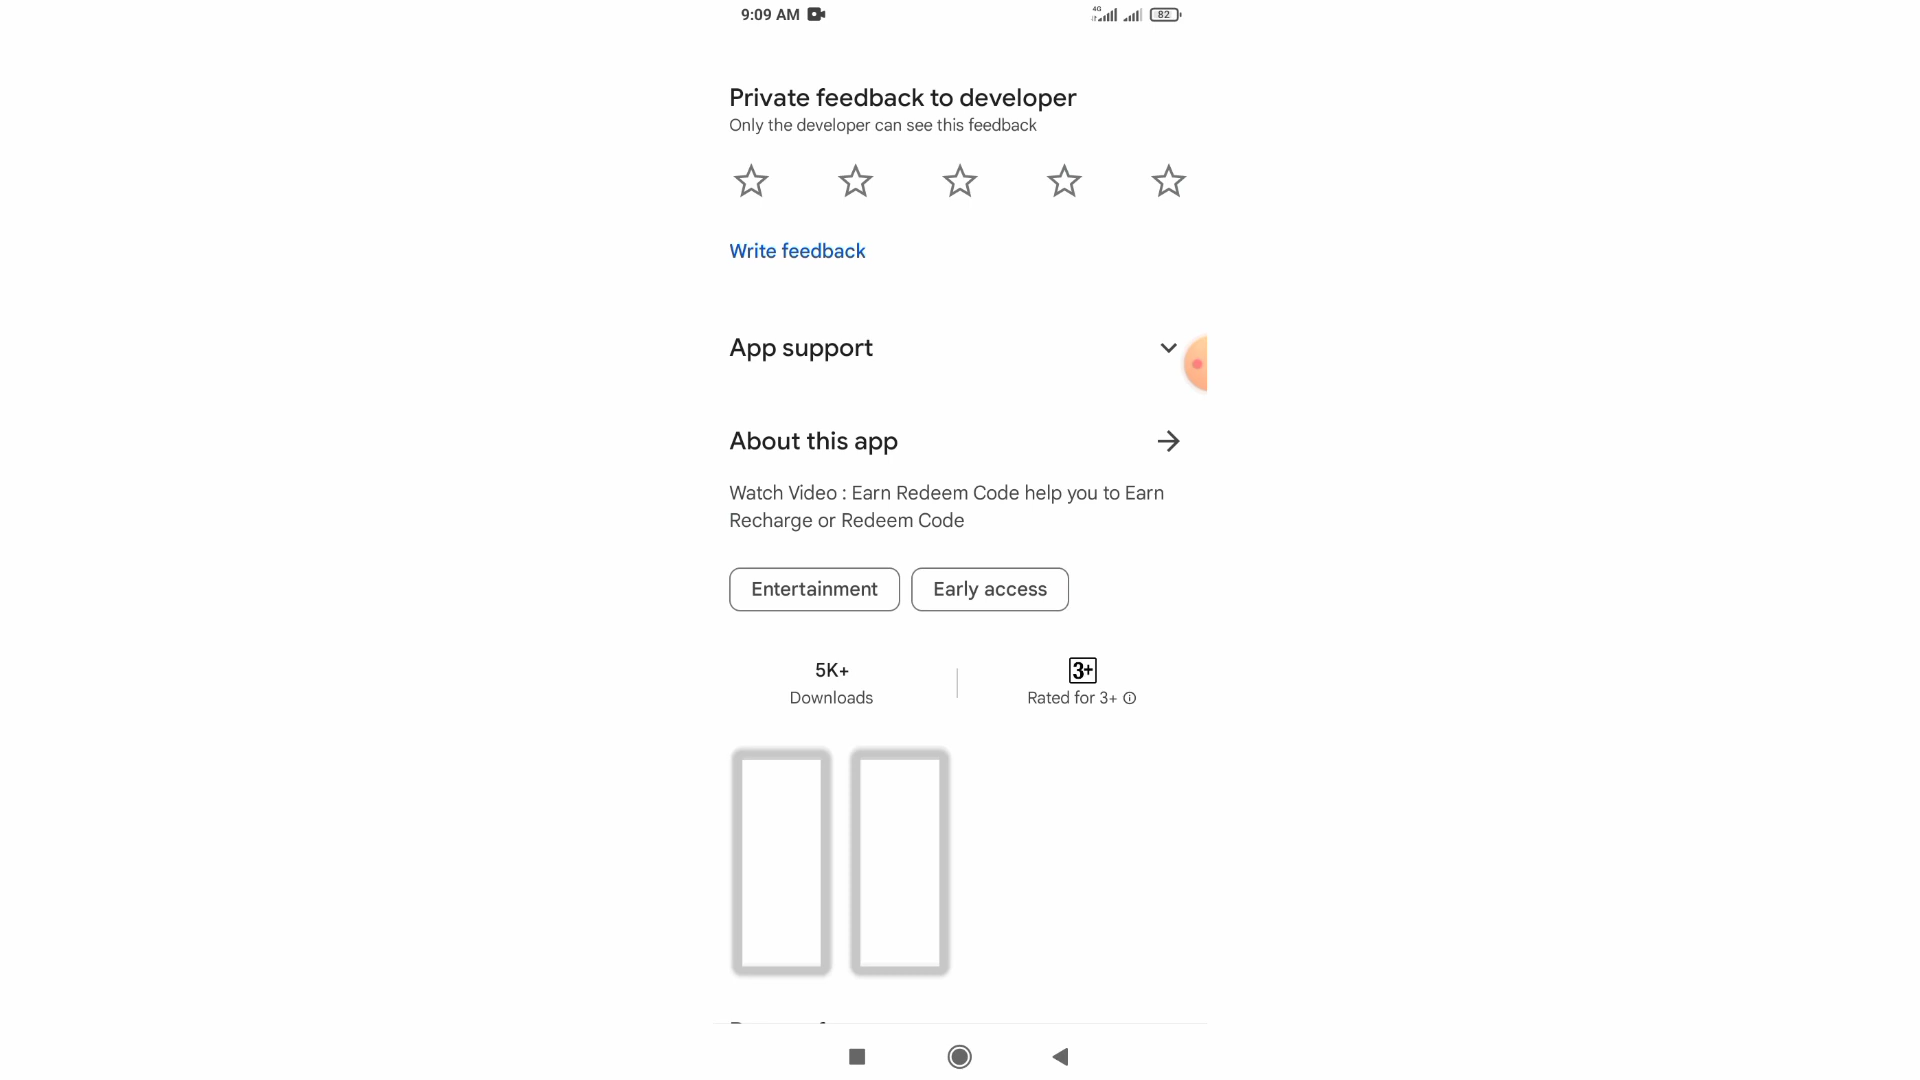 9:09 AM
4G
82
Private feedback to developer
Only the developer can see this feedback
Write feedback
App support
About this app
Watch Video : Earn Redeem Code help you to Earn
Recharge or Redeem Code
Entertainment
Early access
5K+
Downloads
3+
Rated for 3+